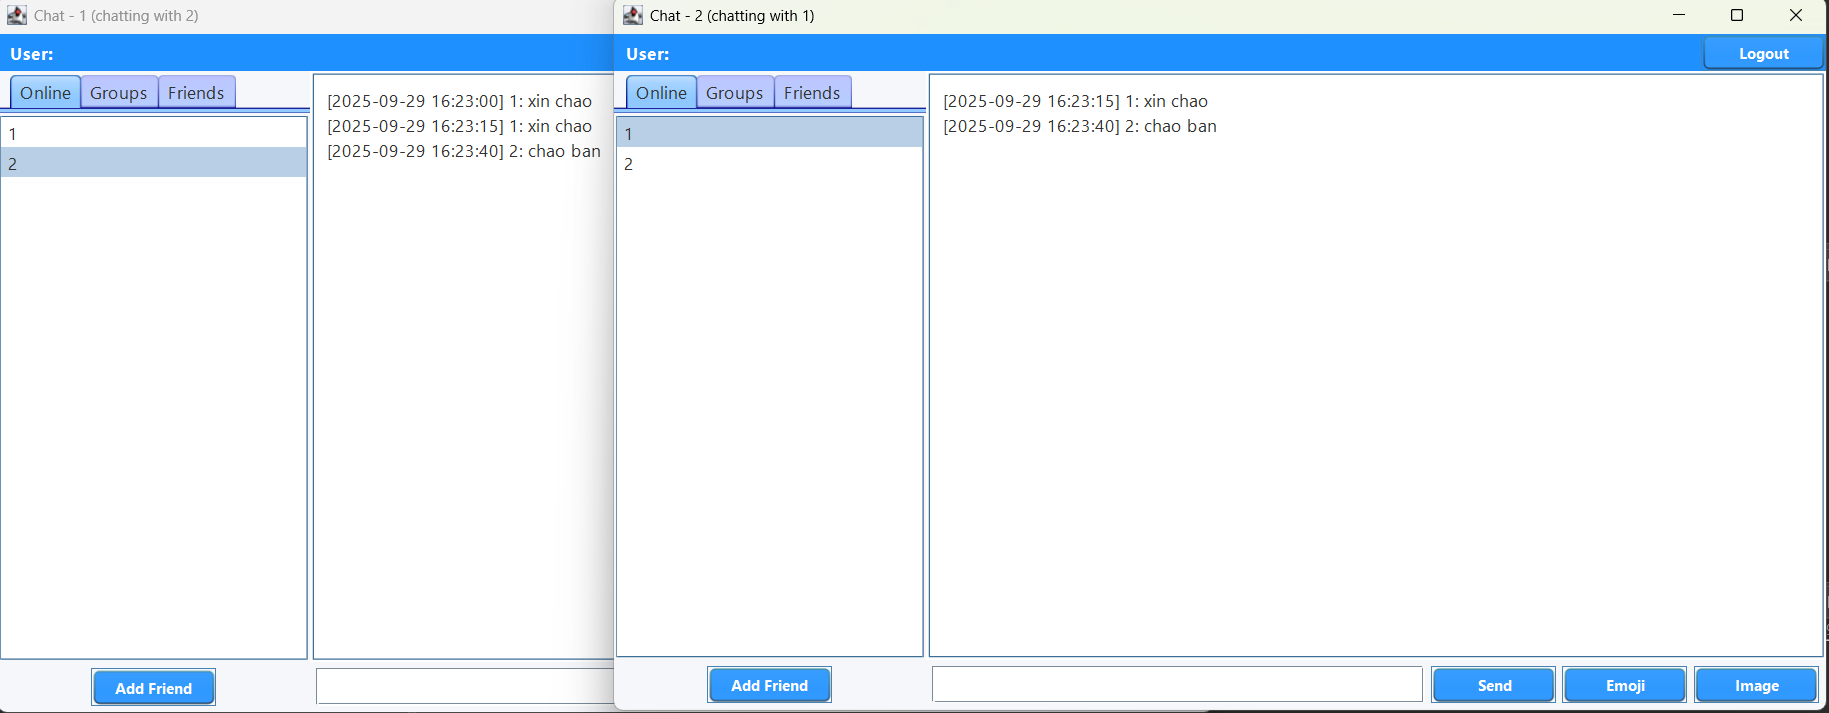 Chat - 1 (chatting with 2)
User:
Online Groups Friends
1
2
[2025-09-29 16:23:00] 1: xin chao
[2025-09-29 16:23:15] 1: xin chao
[2025-09-29 16:23:40] 2: chao ban
Add Friend
Chat - 2 (chatting with 1)
User:
Logout
Online Groups Friends
1
2
[2025-09-29 16:23:15] 1: xin chao
[2025-09-29 16:23:40] 2: chao ban
Add Friend
Send
Emoji
Image